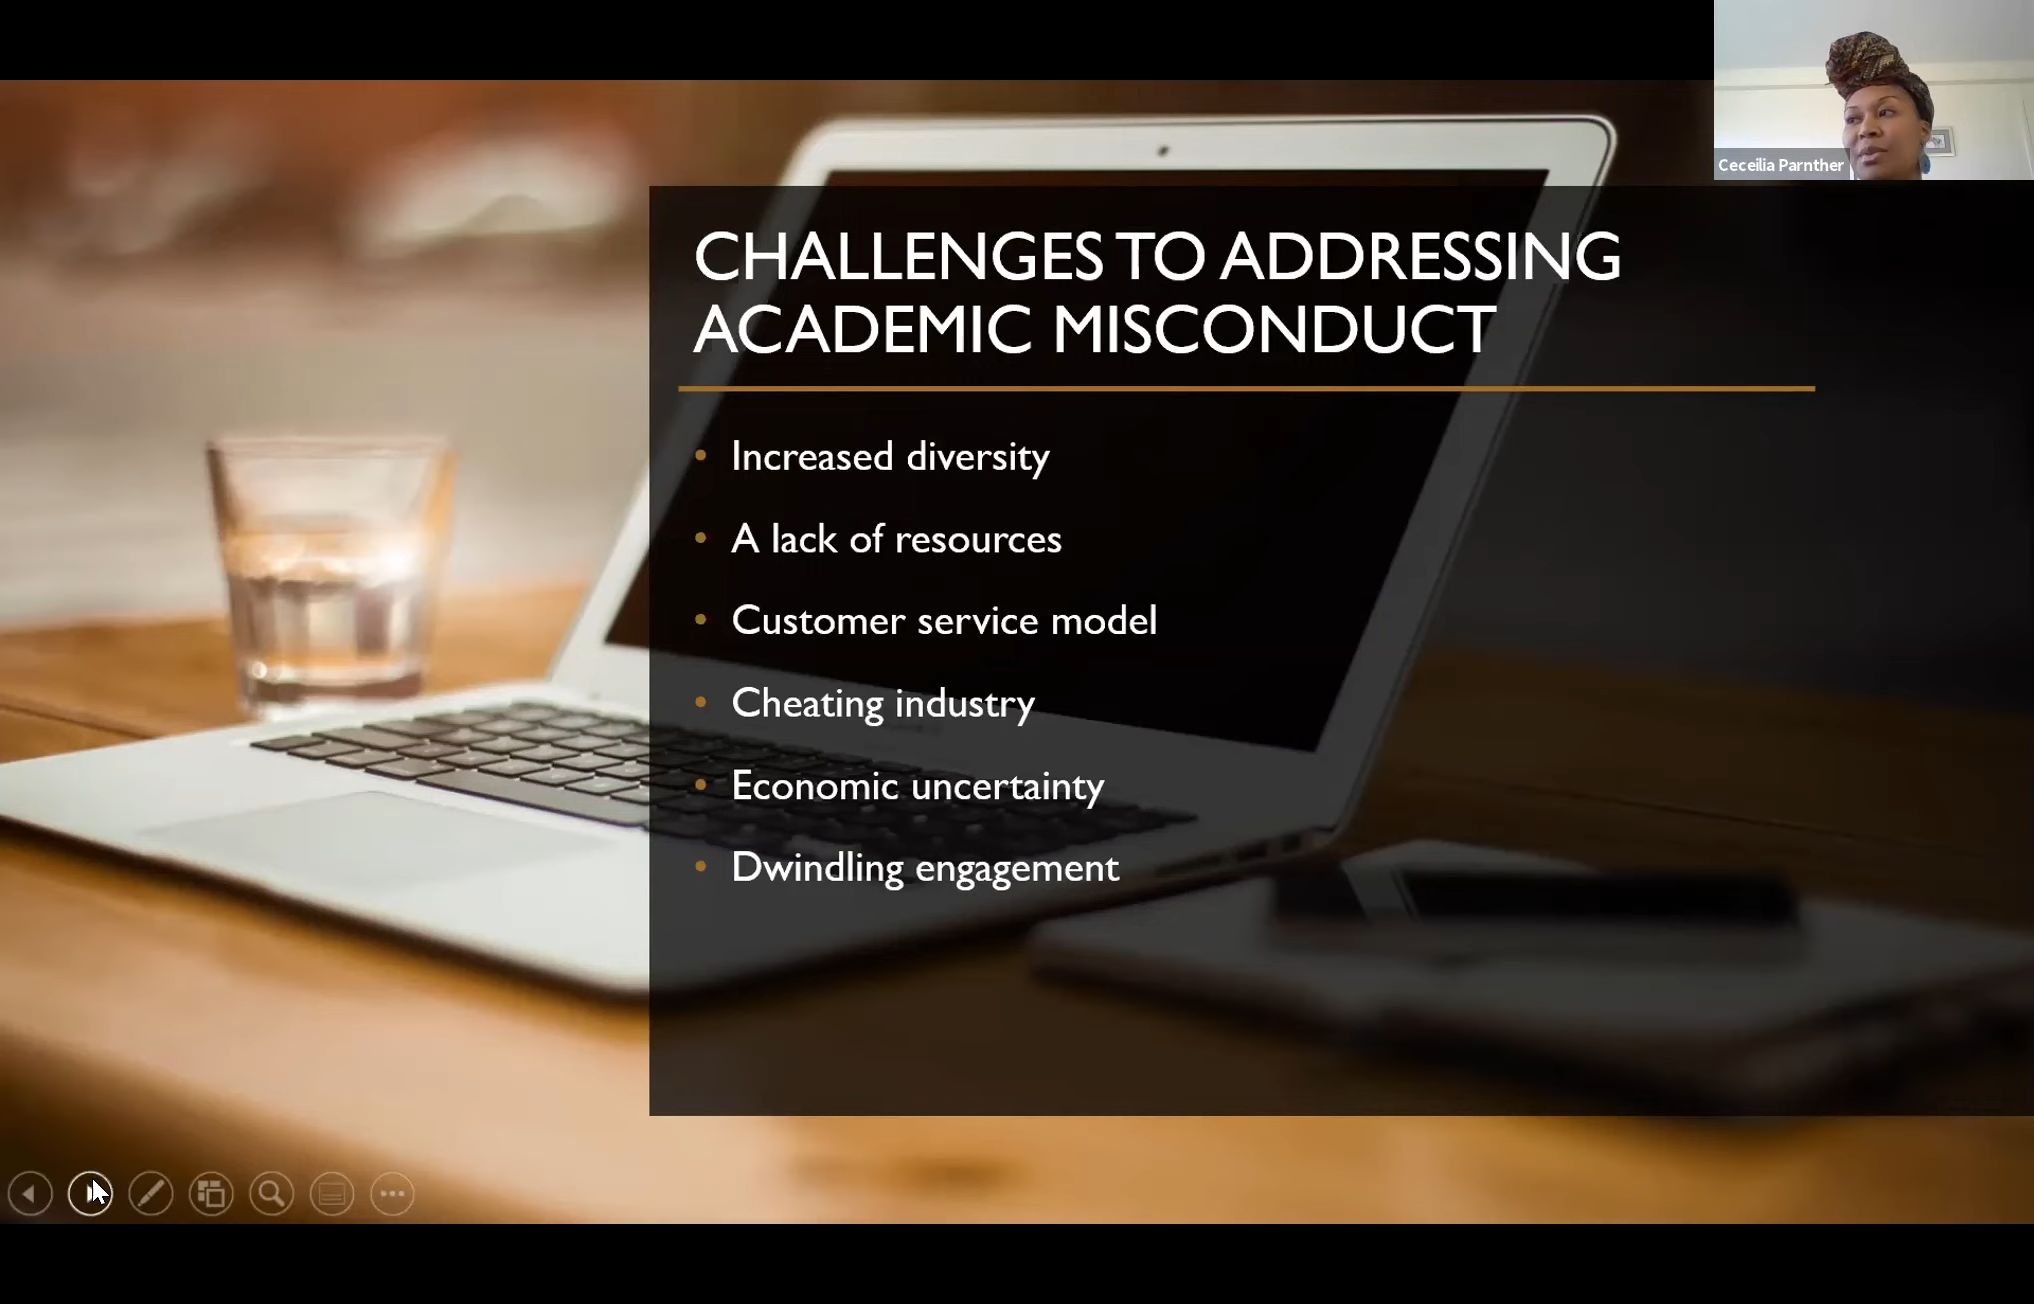 Ceceilia Parnther
CHALLENGES TO ADDRESSING
ACADEMIC MISCONDUCT
• Increased diversity
• A lack of resources
• Customer service model
• Cheating industry
• Economic uncertainty
• Dwindling engagement